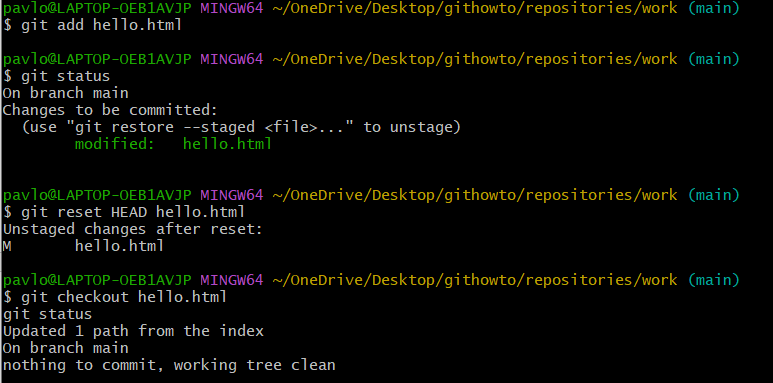 pavlo@LAPTOP-OEB1AVJP MINGW64 ~/OneDrive/Desktop/githowto/repositories/work (main)
$ git add hello.html
pavlo@LAPTOP-OEB1AVJP MINGW64 ~/OneDrive/Desktop/githowto/repositories/work (main)
$ git status
On branch main
Changes to be committed:
  (use "git restore --staged <file>..." to unstage)
        modified:   hello.html
pavlo@LAPTOP-OEB1AVJP MINGW64 ~/OneDrive/Desktop/githowto/repositories/work (main)
$ git reset HEAD hello.html
Unstaged changes after reset:
M       hello.html
pavlo@LAPTOP-OEB1AVJP MINGW64 ~/OneDrive/Desktop/githowto/repositories/work (main)
$ git checkout hello.html
git status
Updated 1 path from the index
On branch main
nothing to commit, working tree clean